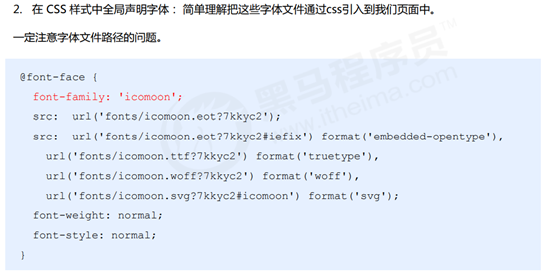 2. 在 CSS 样式中全局声明字体： 简单理解把这些字体文件通过css引入到我们页面中。
一定注意字体文件路径的问题。
@font-face {
font-family: 'icomoon';
src: url('fonts/icomoon.eot?7kkyc2');
src: url('fonts/icomoon.eot?7kkyc2#iefix') format('embedded-opentype'),
url('fonts/icomoon.ttf?7kkyc2') format('truetype'),
url('fonts/icomoon.woff?7kkyc2') format('woff'),
url('fonts/icomoon.svg?7kkyc2#icomoon') format('svg');
font-weight: normal;
font-style: normal;
}
黑马程序员
www.itheima.com